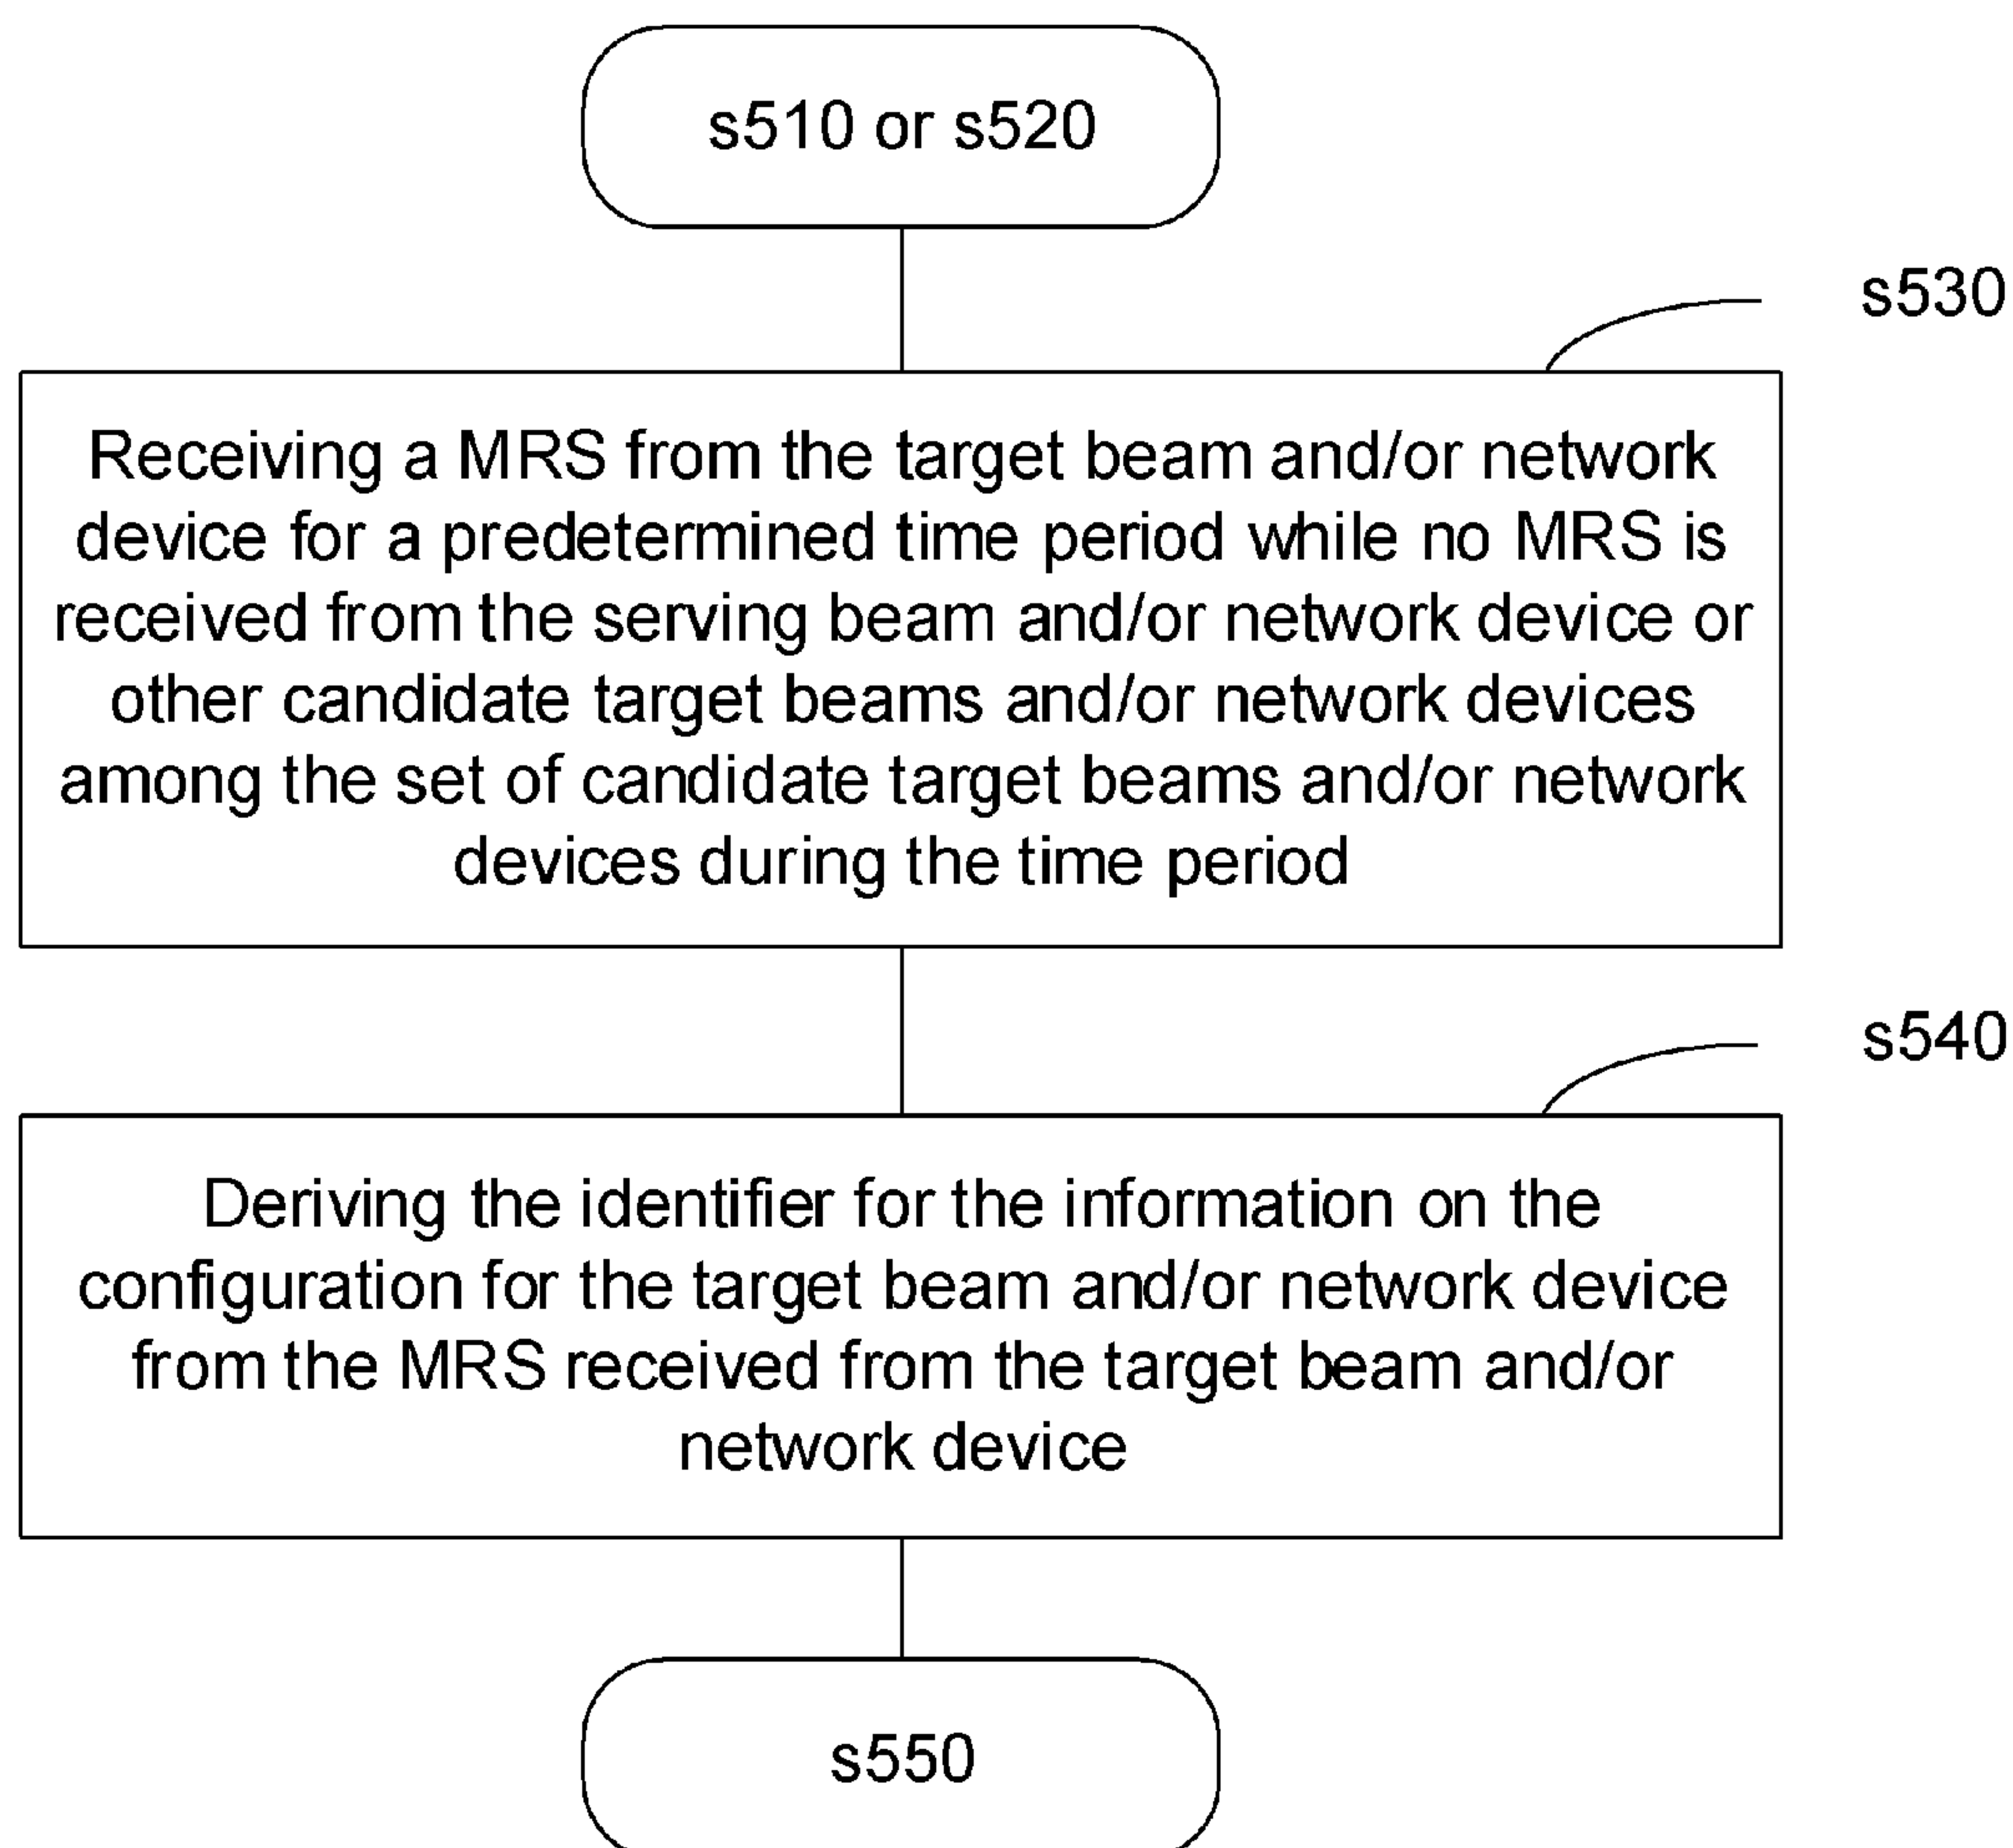 s510 or s520
s530
Receiving a MRS from the target beam and/or network
device for a predetermined time period while no MRS is
received from the serving beam and/or network device or
other candidate target beams and/or network devices
among the set of candidate target beams and/or network
devices during the time period
s540
Deriving the identifier for the information on the
configuration for the target beam and/or network device
from the MRS received from the target beam and/or
network device
s550